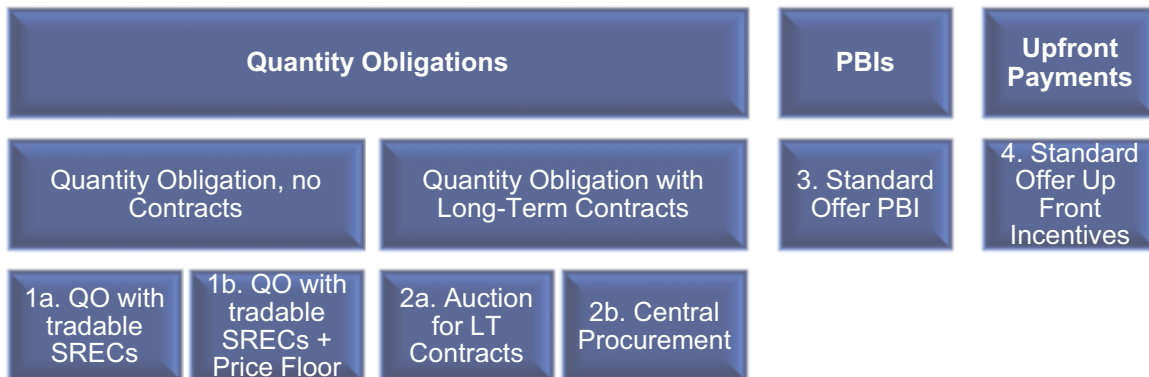 Quantity Obligations
PBIs
Upfront
Payments
Quantity Obligation, no
Contracts
Quantity Obligation with
Long-Term Contracts
3. Standard
Offer PBI
4. Standard
Offer Up
Front
Incentives
1a. QO with
tradable
SRECs
1b. QO with
tradable
SRECs +
Price Floor
2a. Auction
for LT
Contracts
2b. Central
Procurement